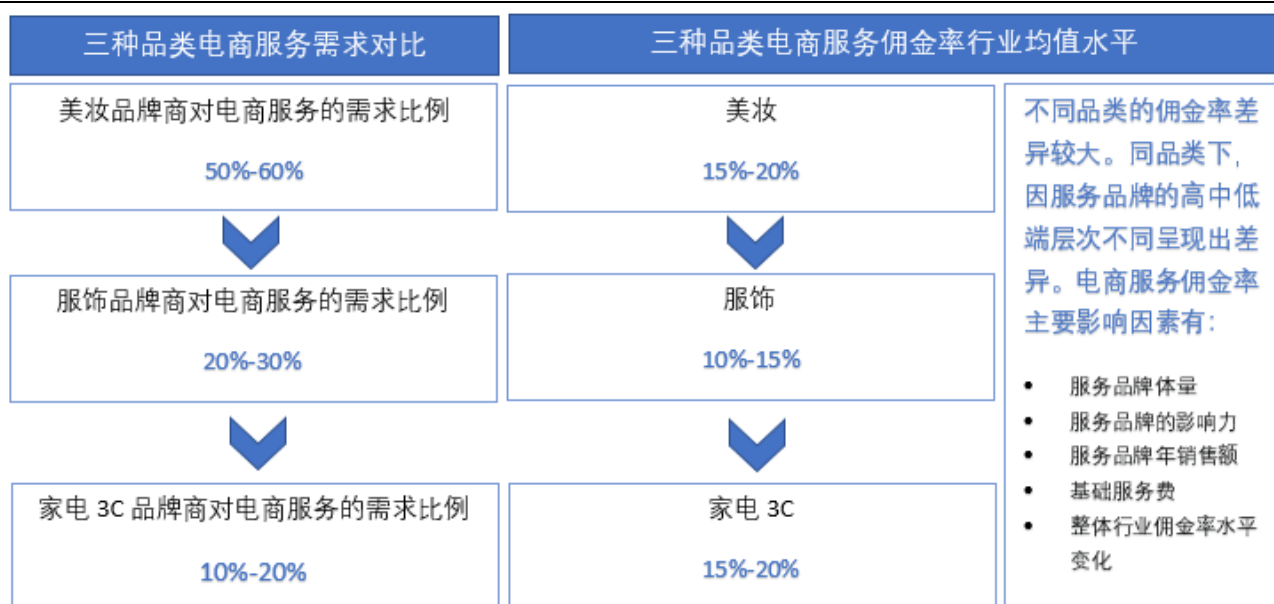 三种品类电商服务需求对比
三种品类电商服务佣金率行业均值水平
美妆品牌商对电商服务的需求比例
50%-60%
服饰品牌商对电商服务的需求比例
20%-30%
家电 3C 品牌商对电商服务的需求比例
10%-20%
美妆
15%-20%
服饰
10%-15%
家电 3C
15%-20%
不同品类的佣金率差
异较大。同品类下，
因服务品牌的高中低
端层次不同呈现出差
异。电商服务佣金率
主要影响因素有：
• 服务品牌体量
• 服务品牌的影响力
• 服务品牌年销售额
• 基础服务费
• 整体行业佣金率水平
变化